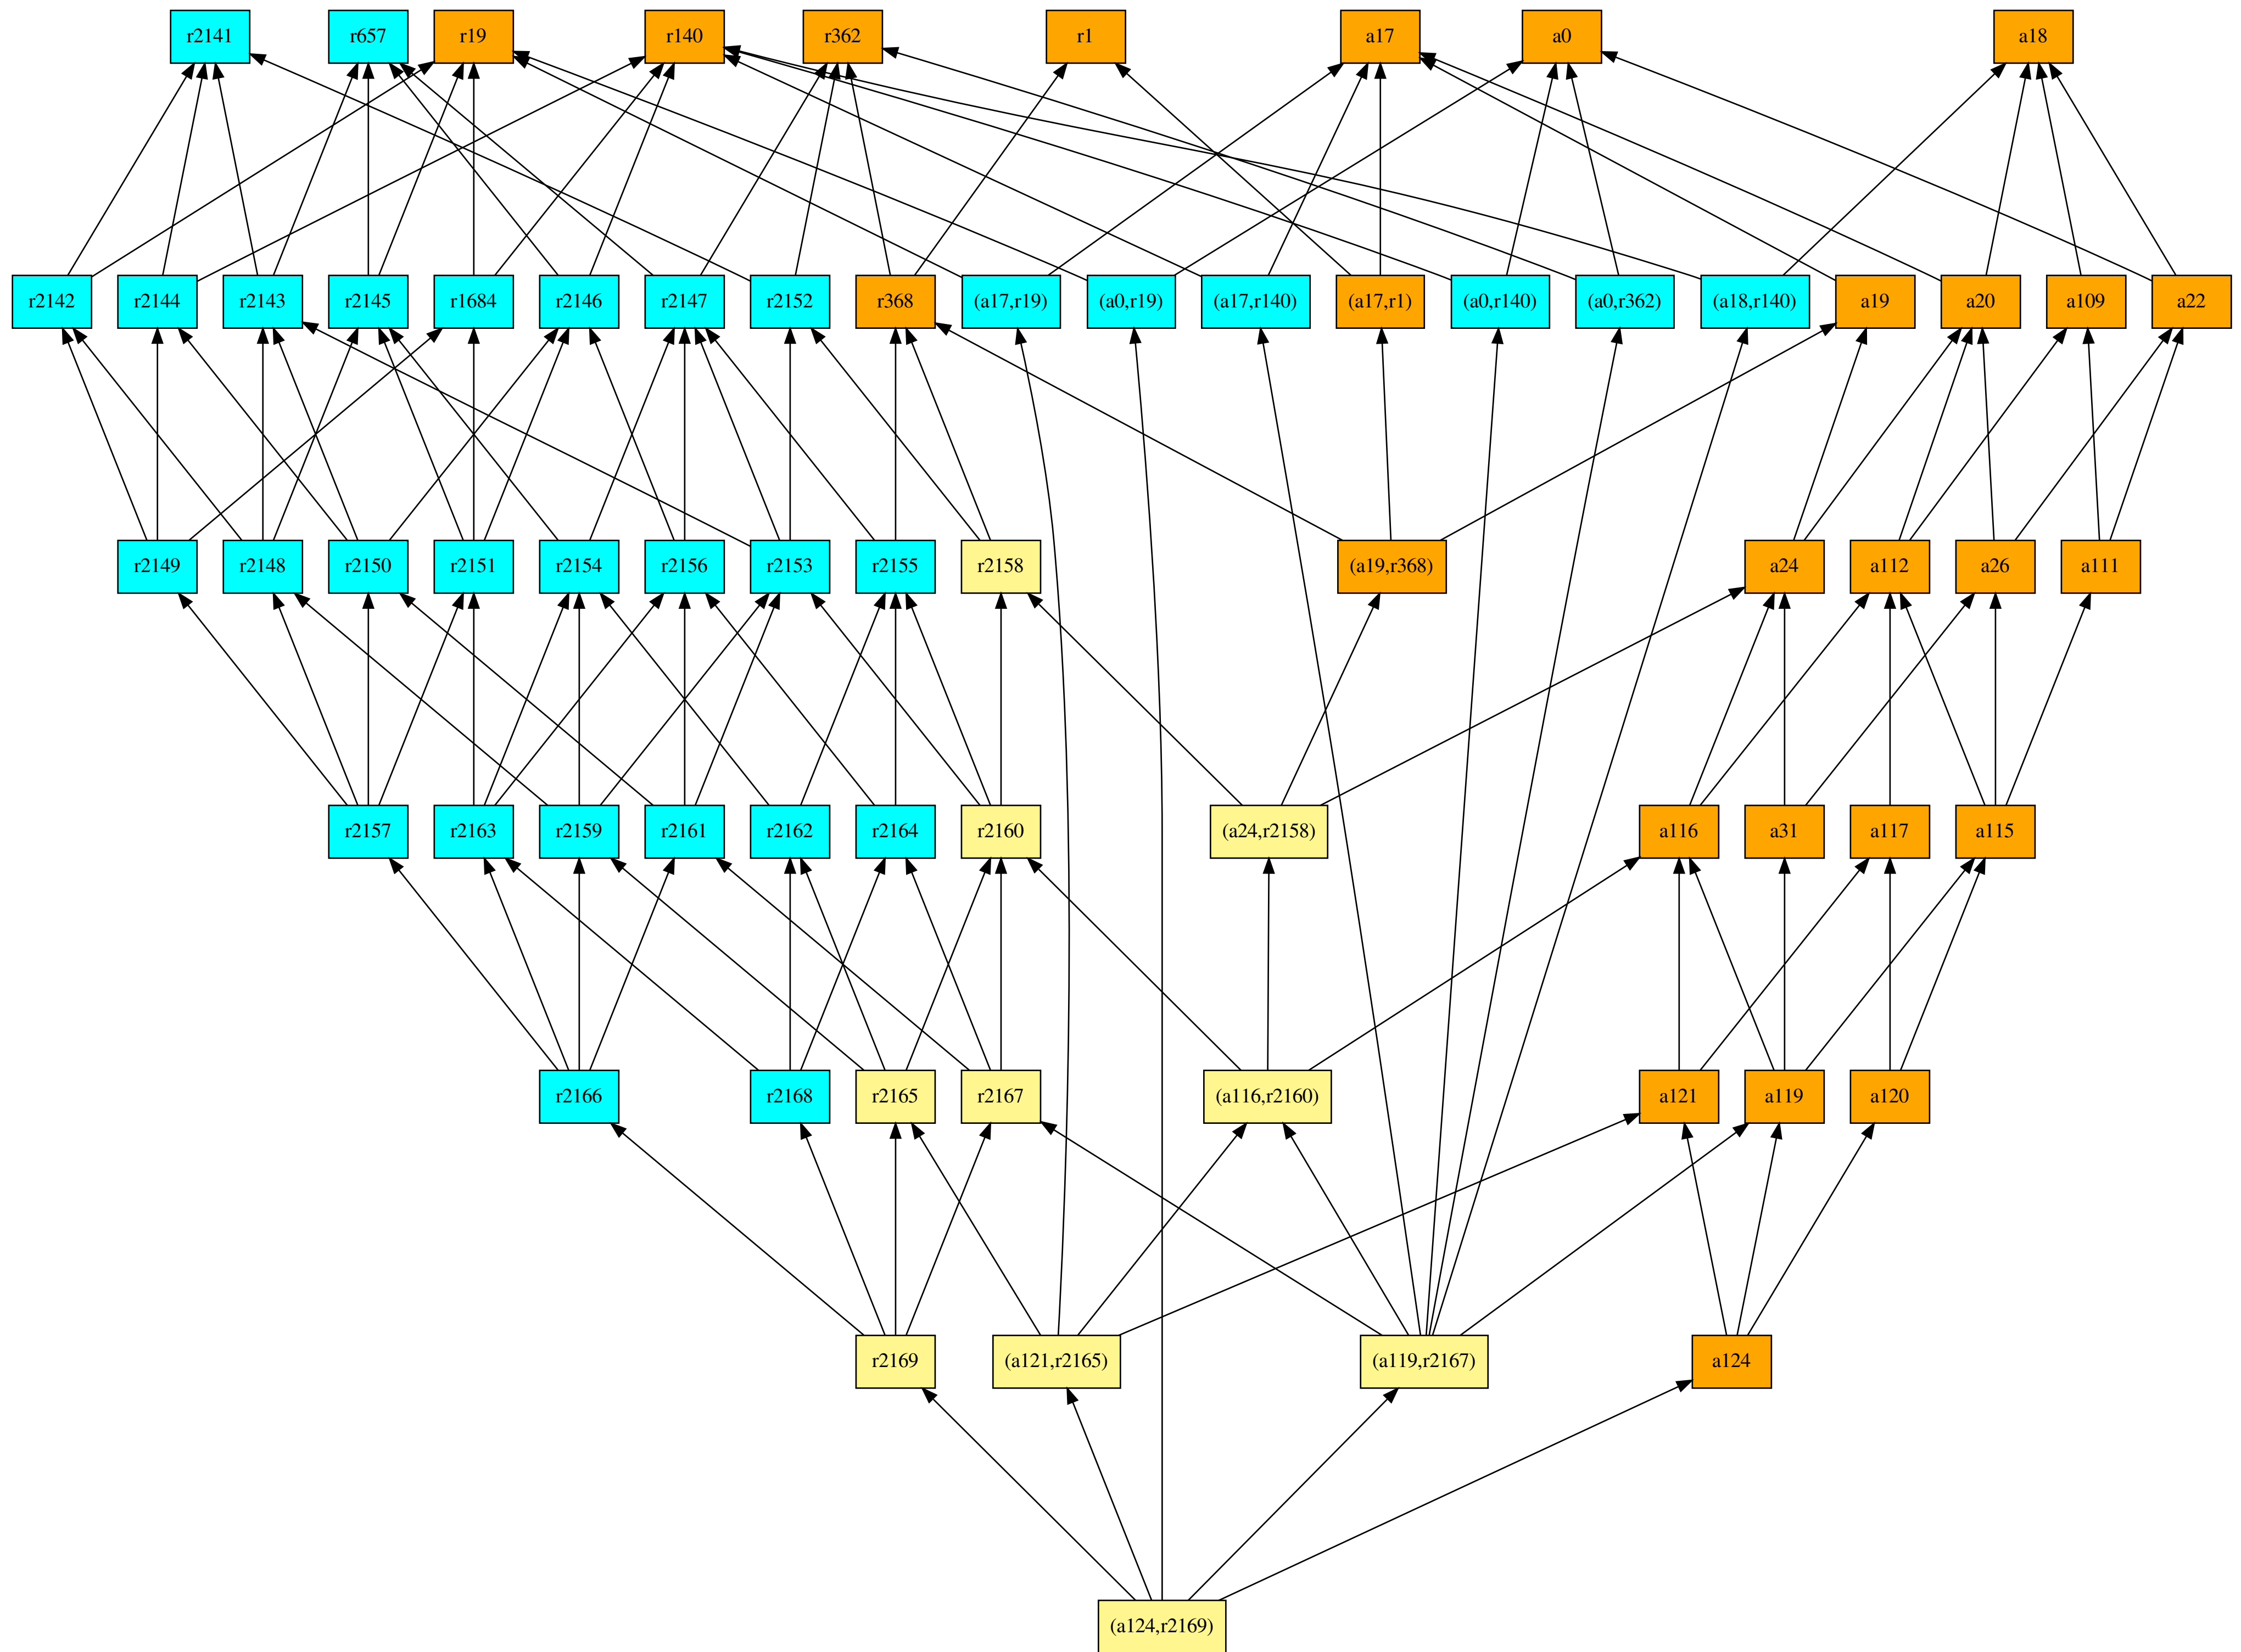 r2141 r657 r19 r140 r362 r1 a17 a0 a18
r2142 r2144 r2143 r2145 r1684 r2146 r2147 r2152 r368 (a17,r19) (a0,r19) (a17,r140) (a17,r1) (a0,r140) (a0,r362) (a18,r140) a19 a20 a109 a22
r2149 r2148 r2150 r2151 r2154 r2156 r2153 r2155 r2158 (a19,r368) a24 a112 a26 a111
r2157 r2163 r2159 r2161 r2162 r2164 r2160 (a24,r2158) a116 a31 a117 a115
r2166 r2168 r2165 r2167 (a116,r2160) a121 a119 a120
r2169 (a121,r2165) (a119,r2167) a124
(a124,r2169)